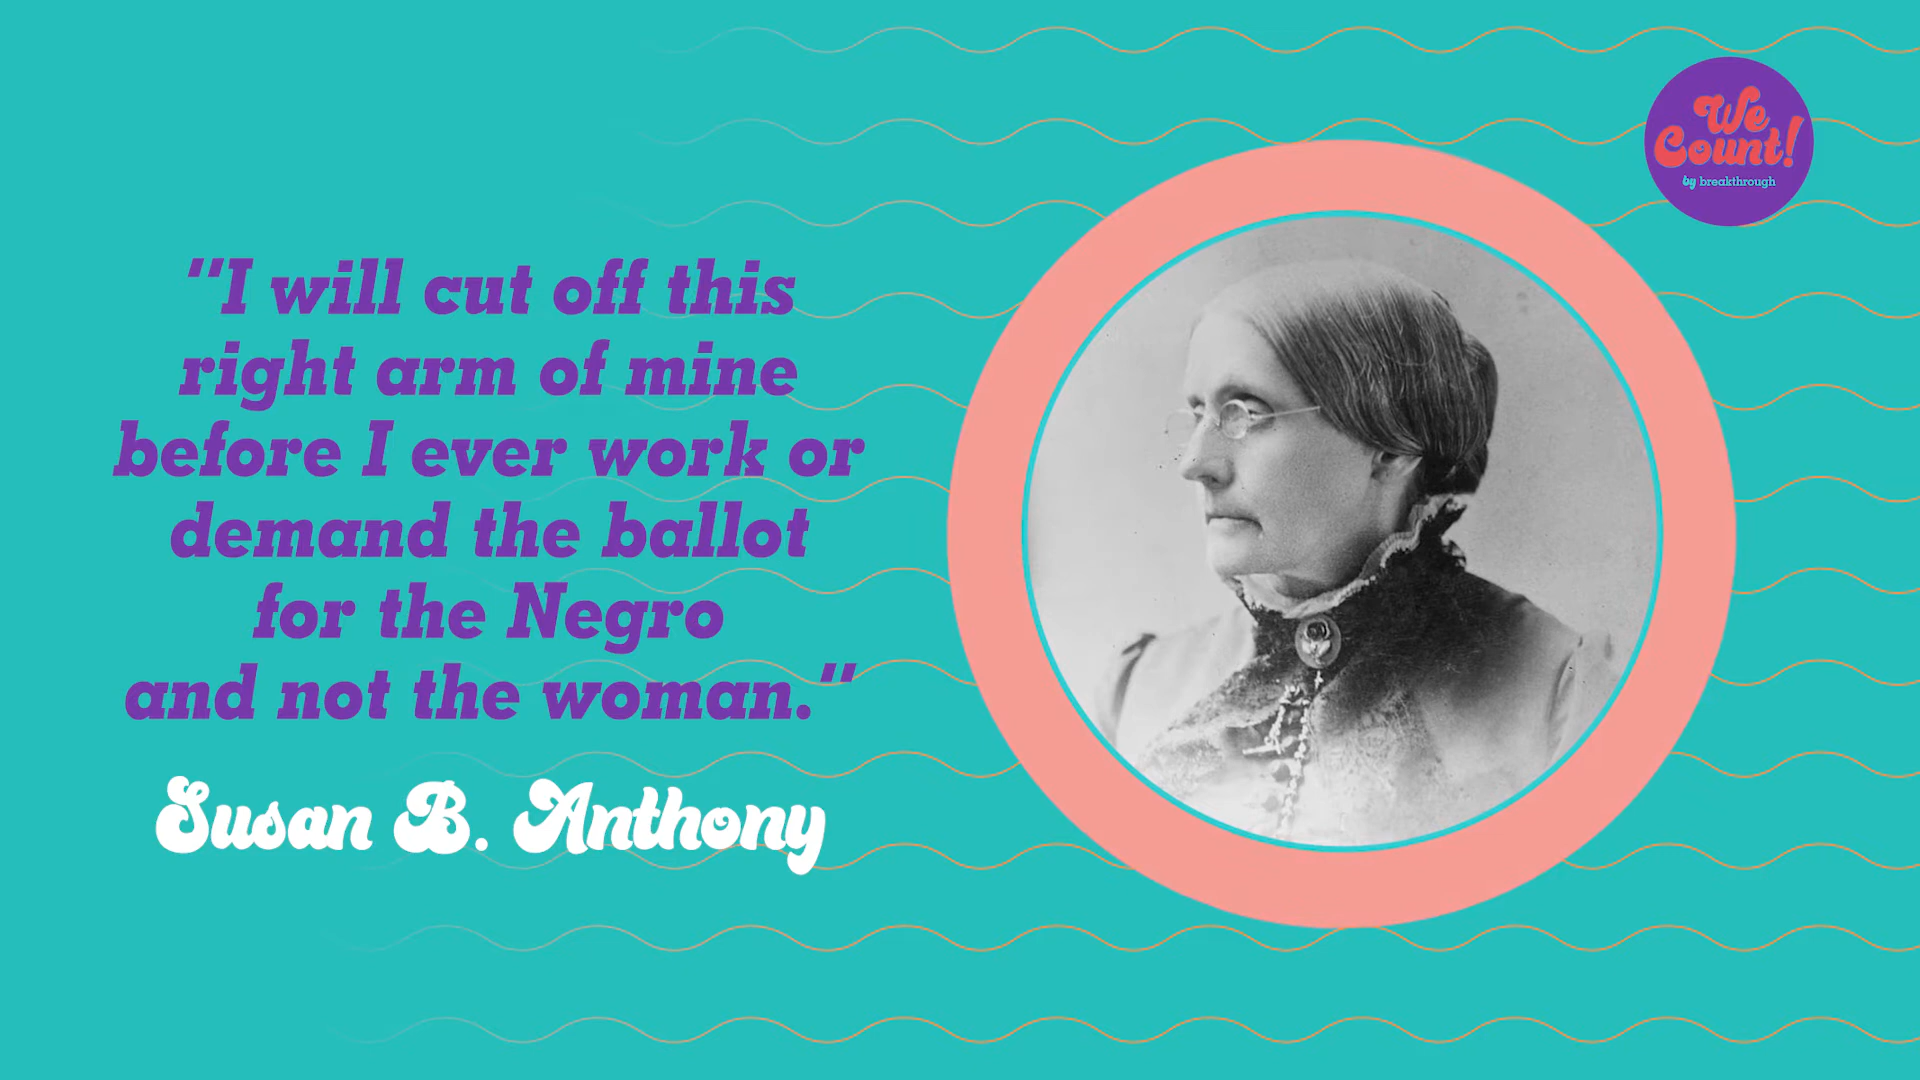 "I will cut off this
right arm of mine
before I ever work or
demand the ballot
for the Negro
and not the woman."
Susan B. Anthony
We
Count!
by breakthrough